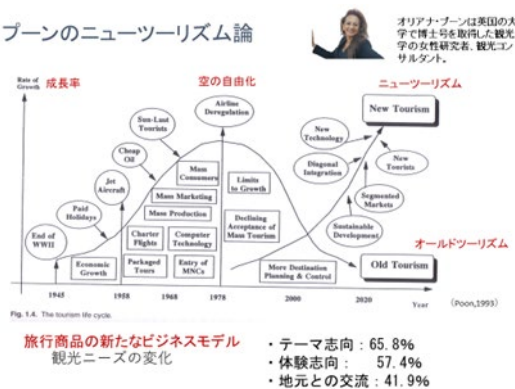 プーンのニューツーリズム論
オリアナ・プーンは英国の大
学で博士号を取得した観光
学の女性研究者、観光コン
サルタント。
Rate of
Growth
成長率
空の自由化
ニューツーリズム
Airline
Deregulation
New Tourism
Sun-Lust
Tourists
New
Technology
Cheap
Oil
Mass
Consumers
Limits
to Growth
Diagonal
Integration
New
Tourists
Jet
Aircraft
Mass Marketing
Segmented
Markets
Paid
Holidays
Mass Production
Declining
Acceptance of
Mass Tourism
Sustainable
Development
End of
WWII
Charter
Flights
Computer
Technology
オールドツーリズム
Economic
Growth
Packaged
Tours
Entry of
MNCs
More Destination
Planning & Control
Old Tourism
1945
1958
1968
1978
2000
2020
Year
(Poon,1993)
Fig. 1.4. The tourism life cycle.
旅行商品の新たなビジネスモデル
観光ニーズの変化
・テーマ志向：65.8%
・体験志向： 57.4%
・地元との交流：41.9%